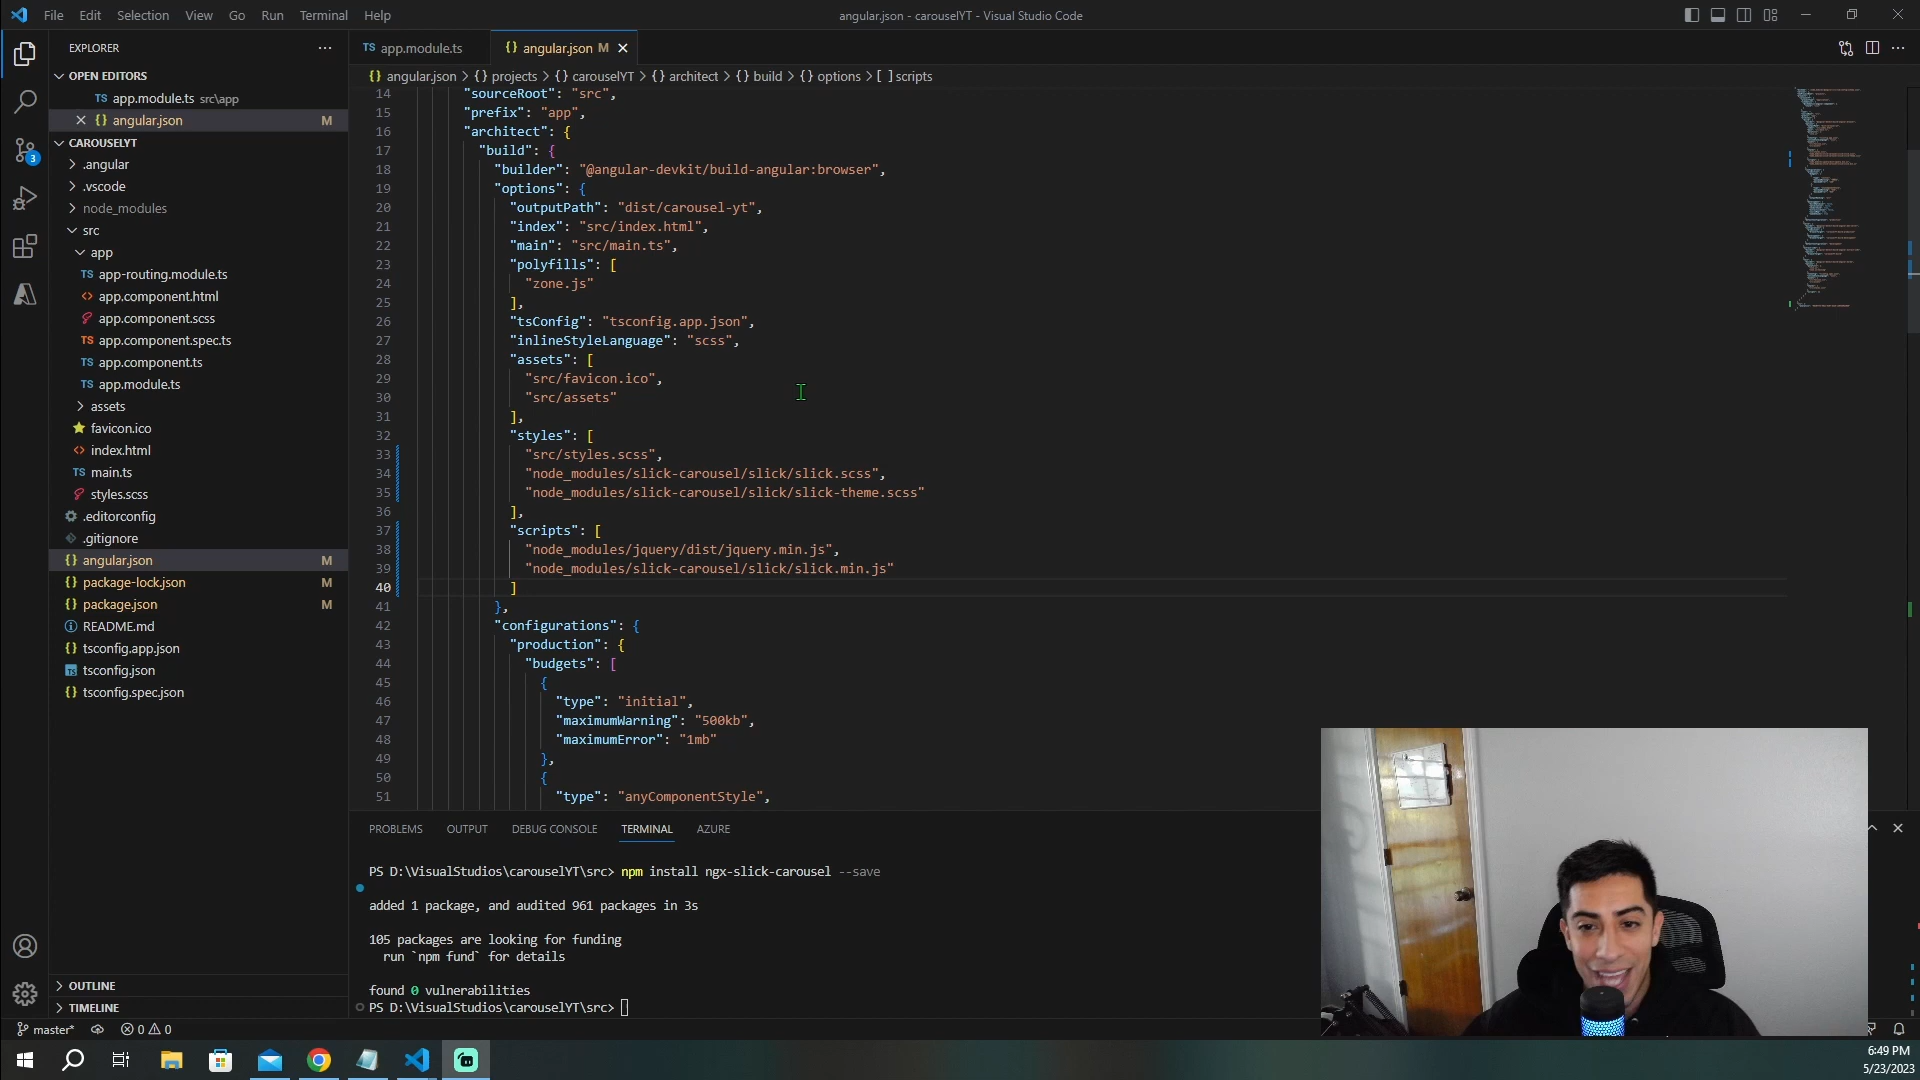 File Edit Selection View Go Run Terminal Help
angular.json - carouselYT - Visual Studio Code
EXPLORER
OPEN EDITORS
TS app.module.ts src\app
{} angular.json M
CAROUSELYT
.angular
.vscode
node_modules
src
app
TS app-routing.module.ts
app.component.html
app.component.scss
TS app.component.spec.ts
TS app.component.ts
TS app.module.ts
assets
favicon.ico
index.html
TS main.ts
styles.scss
.editorconfig
.gitignore
{} angular.json M
{} package-lock.json M
{} package.json M
README.md
{} tsconfig.app.json
tsconfig.json
{} tsconfig.spec.json
OUTLINE
TIMELINE
3
TS app.module.ts
{} angular.json M
{} angular.json > {} projects > {} carouselYT > {} architect > {} build > {} options > [ ] scripts
14 "sourceRoot": "src",
15 "prefix": "app",
16 "architect": {
17 "build": {
18 "builder": "@angular-devkit/build-angular:browser",
19 "options": {
20 "outputPath": "dist/carousel-yt",
21 "index": "src/index.html",
22 "main": "src/main.ts",
23 "polyfills": [
24 "zone.js"
25 ],
26 "tsConfig": "tsconfig.app.json",
27 "inlineStyleLanguage": "scss",
28 "assets": [
29 "src/favicon.ico",
30 "src/assets"
31 ],
32 "styles": [
33 "src/styles.scss",
34 "node_modules/slick-carousel/slick/slick.scss",
35 "node_modules/slick-carousel/slick/slick-theme.scss"
36 ],
37 "scripts": [
38 "node_modules/jquery/dist/jquery.min.js",
39 "node_modules/slick-carousel/slick/slick.min.js"
40 ]
41 },
42 "configurations": {
43 "production": {
44 "budgets": [
45 {
46 "type": "initial",
47 "maximumWarning": "500kb",
48 "maximumError": "1mb"
49 },
50 {
51 "type": "anyComponentStyle",
PROBLEMS OUTPUT DEBUG CONSOLE TERMINAL AZURE
PS D:\VisualStudios\carouselYT\src> npm install ngx-slick-carousel --save
added 1 package, and audited 961 packages in 3s
105 packages are looking for funding
run `npm fund` for details
found 0 vulnerabilities
PS D:\VisualStudios\carouselYT\src>
master* 0 0
6:49 PM
5/23/2023